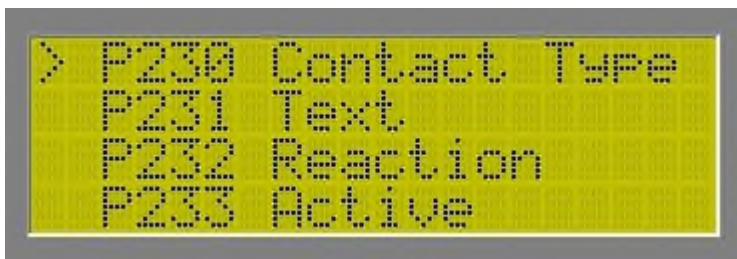 > P230 Contact Type
P231 Text
P232 Reaction
P233 Active